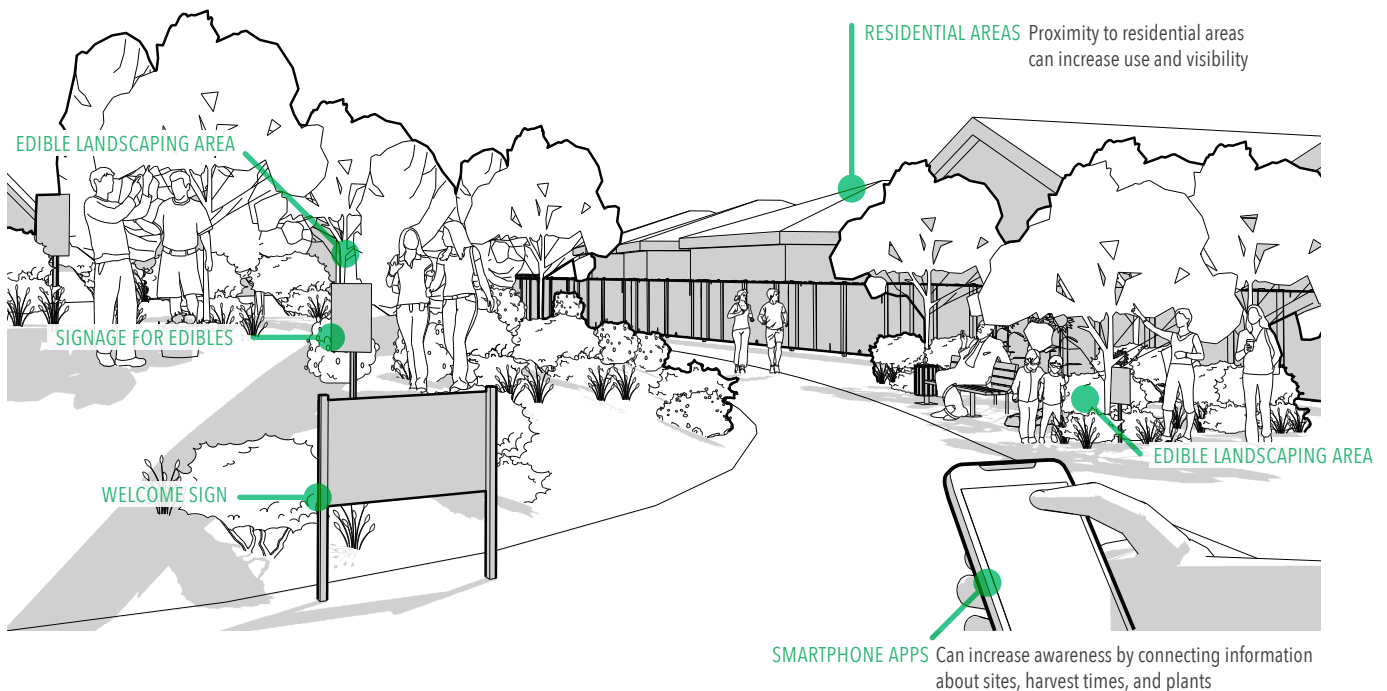 RESIDENTIAL AREAS Proximity to residential areas
can increase use and visibility
EDIBLE LANDSCAPING AREA
SIGNAGE FOR EDIBLES
EDIBLE LANDSCAPING AREA
WELCOME SIGN
SMARTPHONE APPS Can increase awareness by connecting information
about sites, harvest times, and plants